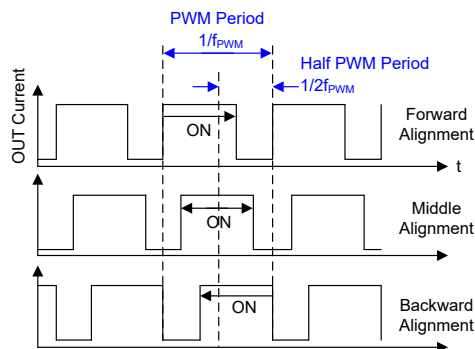 PWM Period
1/fPWM
Half PWM Period
1/2fPWM
OUT Current
ON
Forward
Alignment
t
ON
Middle
Alignment
ON
Backward
Alignment